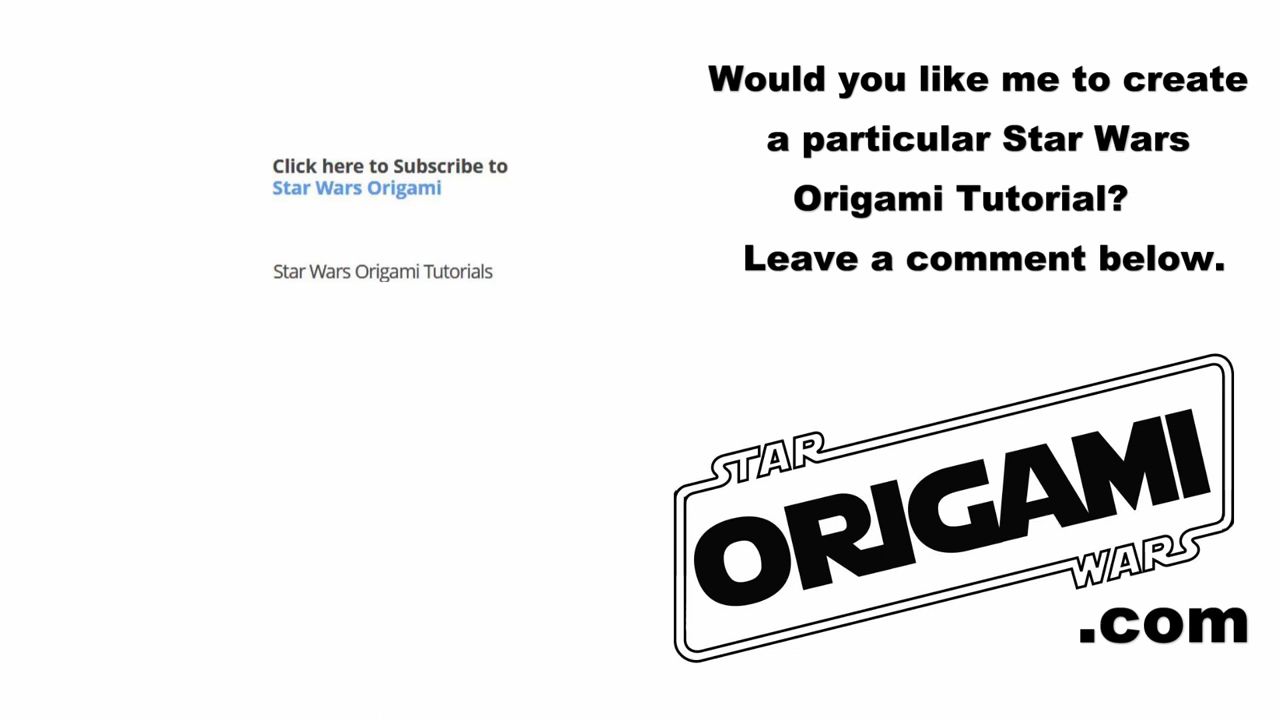 Click here to Subscribe to
Star Wars Origami
Star Wars Origami Tutorials
Would you like me to create
a particular Star Wars
Origami Tutorial?
Leave a comment below.
STAR
ORIGAMI
WARS
.com